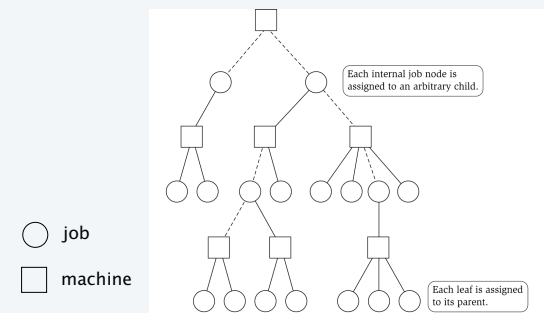 Each internal job node is
assigned to an arbitrary child.
job
machine
Each leaf is assigned
to its parent.